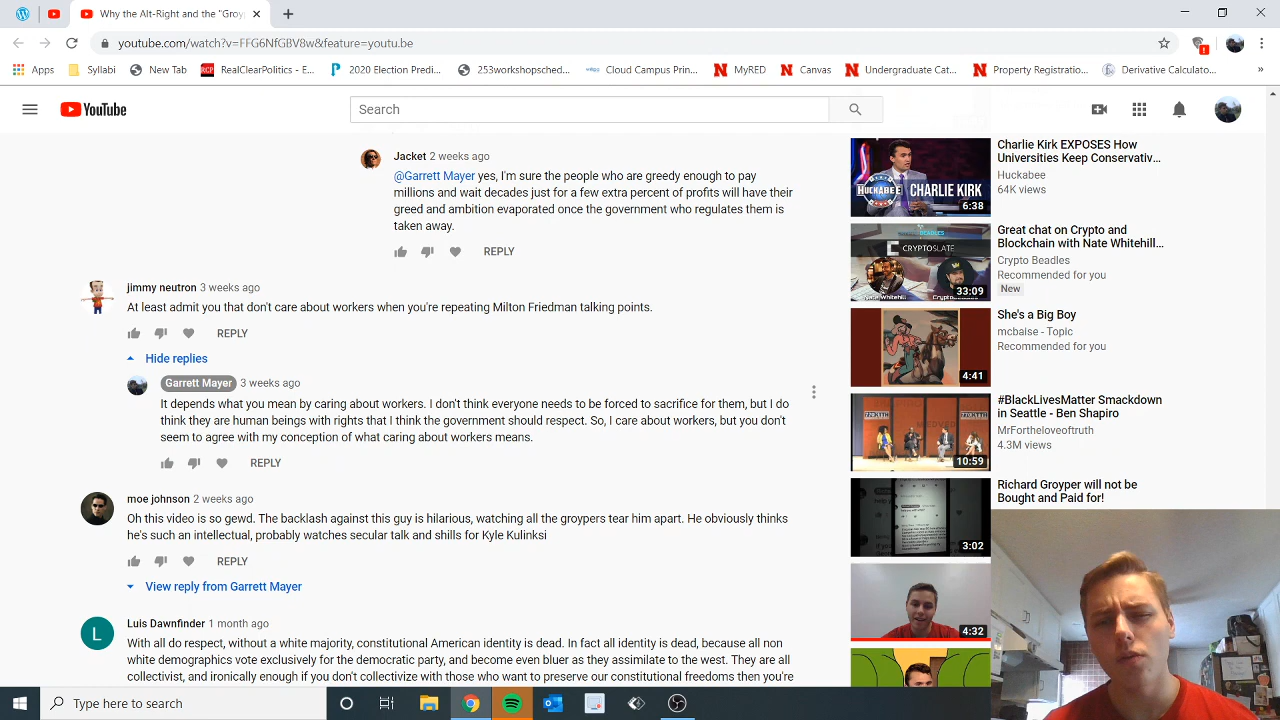 Why the Alt-Right and the "Groy
youtube.com/watch?v=FFG6NfGBV8w&feature=youtu.be
Apps Syllabi New Tab RealClearPolitics - E... 2020 Election Predi... 253workshopsched... Cloud Campus Prin... MyRED Canvas Undergraduate Cat... Property Registratio... Derivative Calculato... »
YouTube
Search
Jacket 2 weeks ago
@Garrett Mayer yes, I'm sure the people who are greedy enough to pay
millions and wait decades just for a few extra percent of profits will have their
greed and ambition evaporated once the government who regulates them is
taken away.
REPLY
jimmy neutron 3 weeks ago
At least admit you that don't care about workers when you're repeating Milton Friedman talking points.
REPLY
Hide replies
Garrett Mayer 3 weeks ago
It depends what you mean by caring about workers. I don't think everyone needs to be forced to sacrifice for them, but I do
think they are human beings with rights that I think the government should respect. So, I care about workers, but you don't
seem to agree with my conception of what caring about workers means.
REPLY
moe johnson 2 weeks ago
Oh this video is so gewd. The backlash against this guy is hilarious, watching all the groypers tear him apart. He obviously thinks
REPLY
View reply from Garrett Mayer
L
Luis Dawnfinder 1 month ago
With all do respect, without a white majority, constitutional American identity is dead. In fact all identity is dead, because all non
white demographics vote exclusively for the democratic party, and become even bluer as they assimilate to the west. They are all
collectivist, and ironically enough if you don't collectivize with those who want to preserve our constitutional freedoms then you're
HUCKABEE CHARLIE KIRK
6:38
Charlie Kirk EXPOSES How
Universities Keep Conservativ...
Huckabee
64K views
BEADLES
CRYPTOSLATE
33:09
Great chat on Crypto and
Blockchain with Nate Whitehill...
Crypto Beadles
Recommended for you
New
4:41
She's a Big Boy
mcbaise - Topic
Recommended for you
10:59
#BlackLivesMatter Smackdown
in Seattle - Ben Shapiro
MrFortheloveoftruth
4.3M views
3:02
Richard Groyper will not be
Bought and Paid for!
4:32
Type here to search